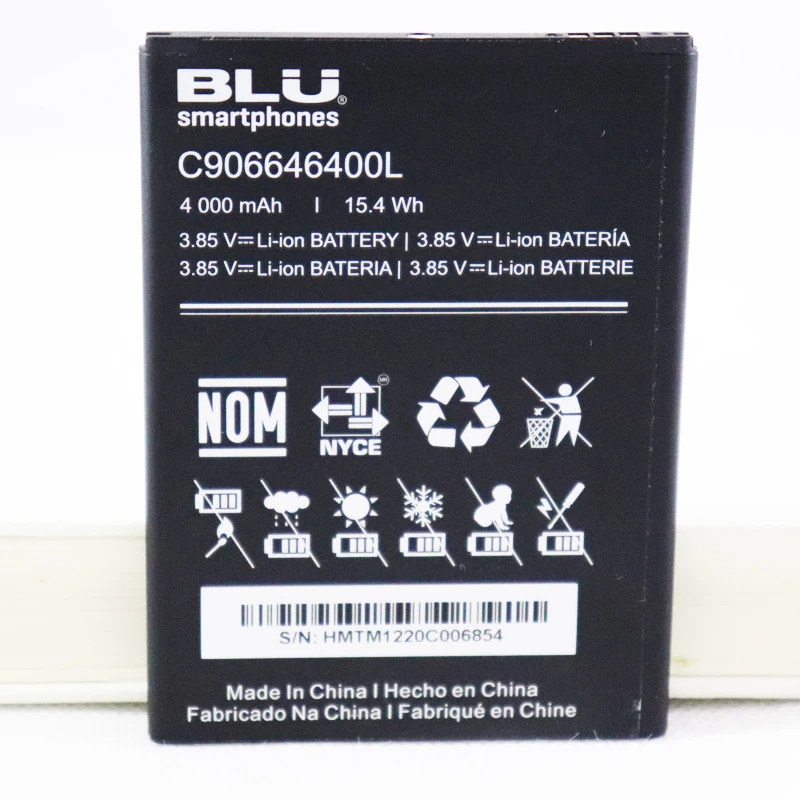 BLU®
smartphones
C906646400L
4 000 mAh | 15.4 Wh
3.85 V⎓Li-ion BATTERY | 3.85 V⎓Li-ion BATERÍA
3.85 V⎓Li-ion BATERIA | 3.85 V⎓Li-ion BATTERIE
NOM
MR
NYCE
S/N: HMTM1220C006854
Made In China | Hecho en China
Fabricado Na China | Fabriqué en Chine